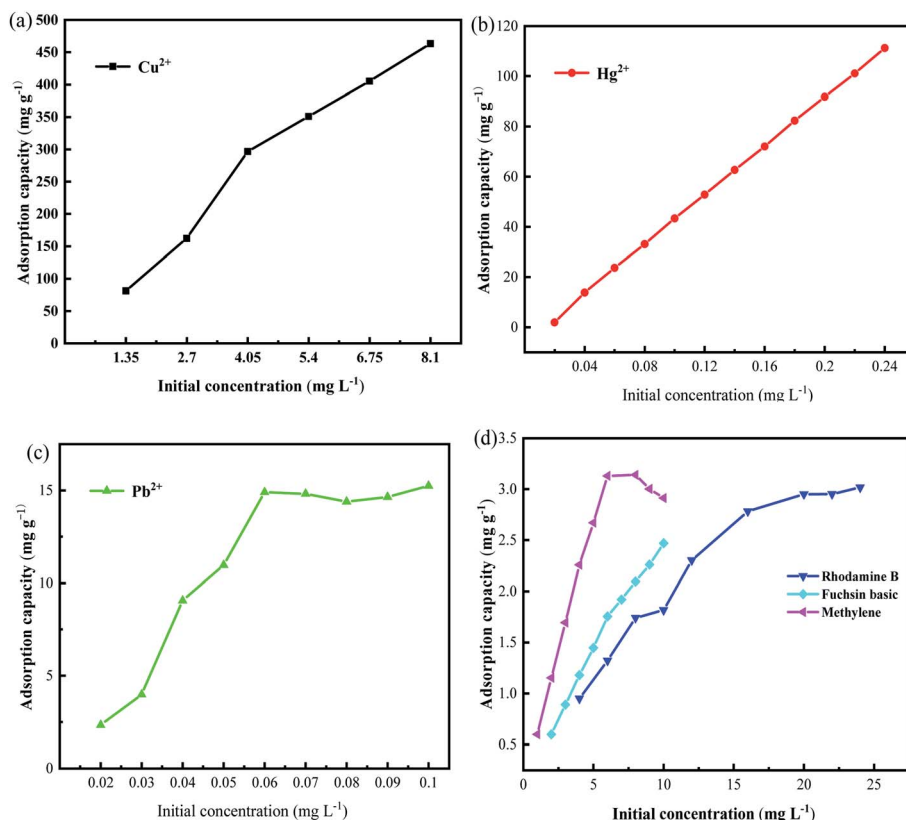 (a)
Cu²⁺
Adsorption capacity (mg g⁻¹)
500
450
400
350
300
250
200
150
100
50
0
1.35 2.7 4.05 5.4 6.75 8.1
Initial concentration (mg L⁻¹)
(b)
Hg²⁺
Adsorption capacity (mg g⁻¹)
120
100
80
60
40
20
0
0.04 0.08 0.12 0.16 0.2 0.24
Initial concentration (mg L⁻¹)
(c)
Pb²⁺
Adsorption capacity (mg g⁻¹)
15
10
5
0
0.02 0.03 0.04 0.05 0.06 0.07 0.08 0.09 0.1
Initial concentration (mg L⁻¹)
(d)
Adsorption capacity (mg g⁻¹)
3.5
3.0
2.5
2.0
1.5
1.0
0.5
Rhodamine B
Fuchsin basic
Methylene
0 5 10 15 20 25
Initial concentration (mg L⁻¹)